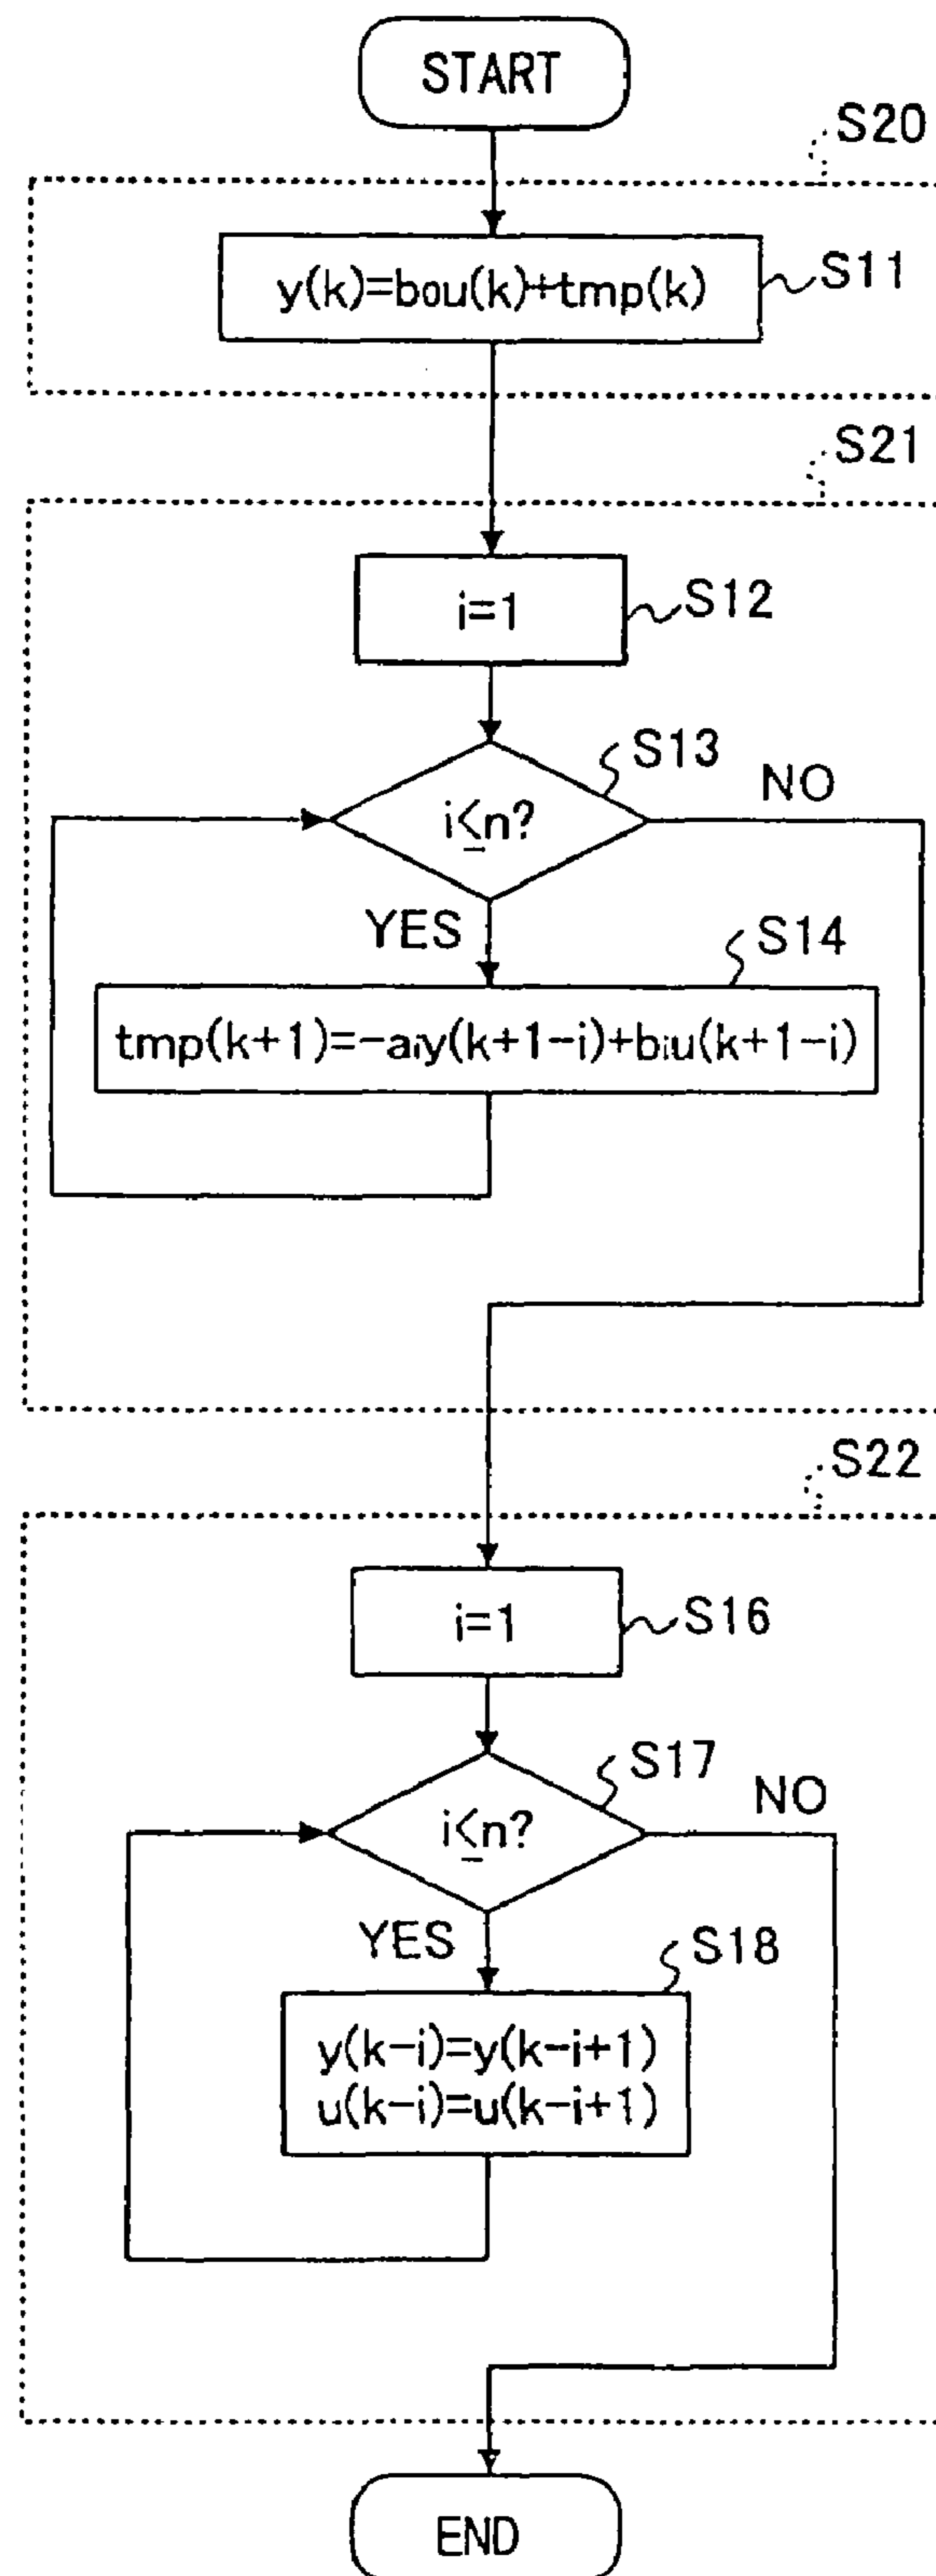 START
S20
y(k)=b₀u(k)+tmp(k)
S11
S21
i=1
S12
S13
i≤n?
NO
YES
S14
tmp(k+1)=-aᵢy(k+1-i)+bᵢu(k+1-i)
S22
i=1
S16
S17
i≤n?
NO
YES
S18
y(k-i)=y(k-i+1)
u(k-i)=u(k-i+1)
END